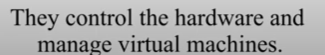 They control the hardware and
manage virtual machines.